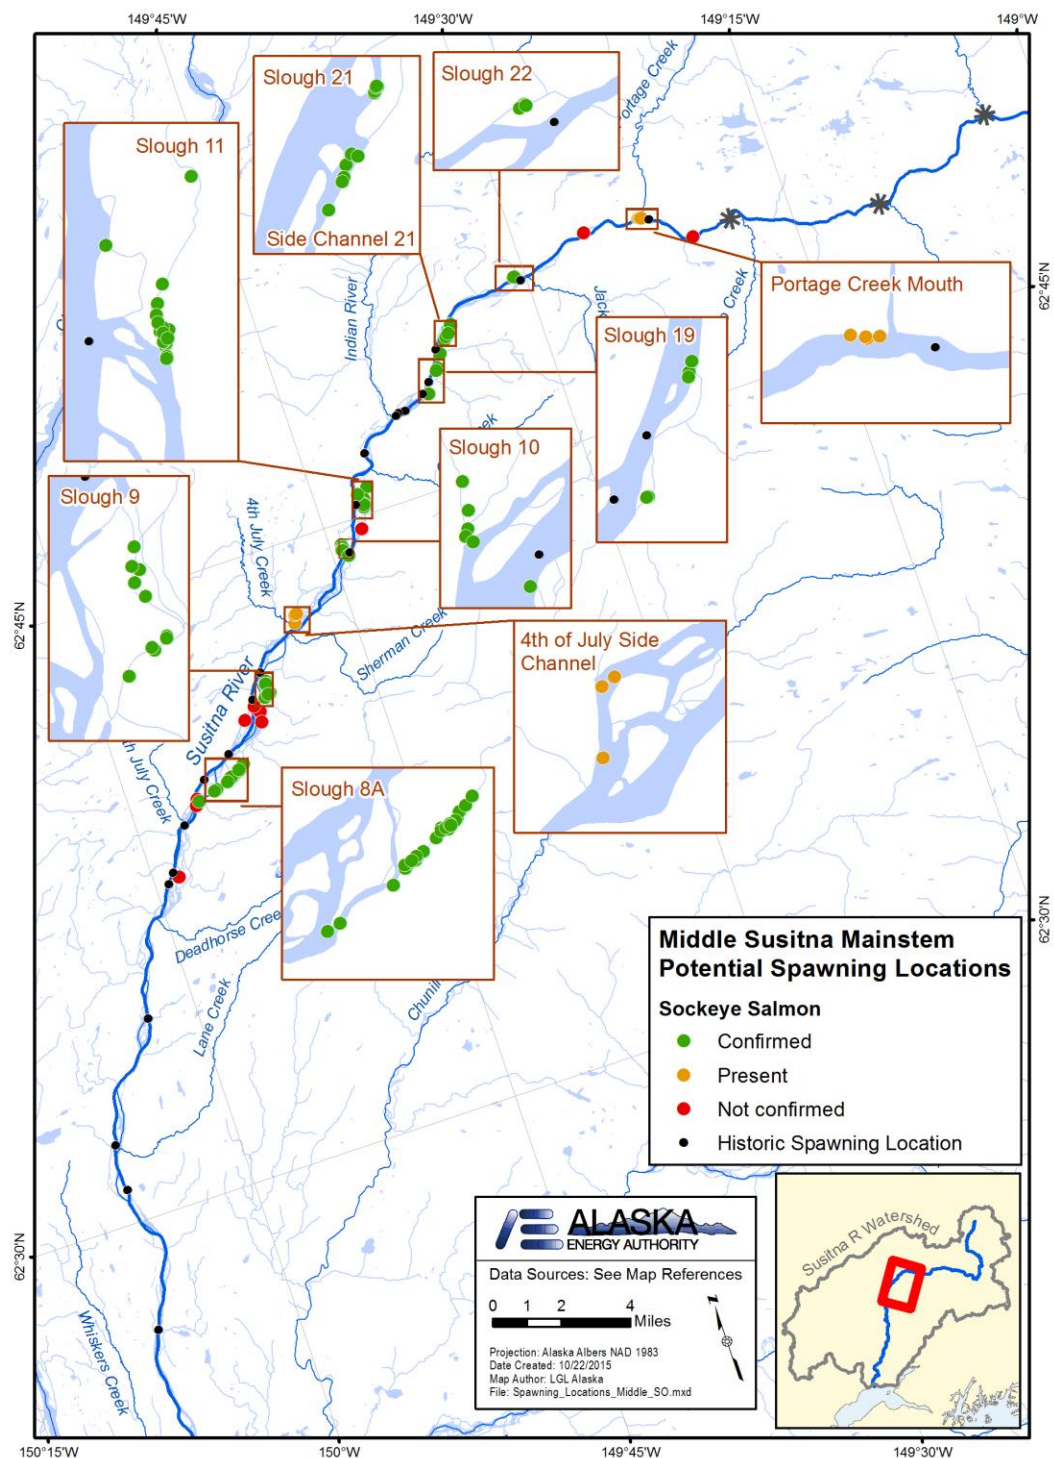 149°45'W
149°30'W
149°15'W
149°0'W
Slough 21
Slough 22
Portage Creek
Slough 11
Side Channel 21
62°45'N
Portage Creek Mouth
Indian River
Jack
Creek
Slough 19
Slough 10
Slough 9
4th July Creek
62°45'N
Sherman Creek
4th of July Side
Channel
Susitna River
th July Creek
Slough 8A
Deadhorse Cree
62°30'N
Lane Creek
Middle Susitna Mainstem
Potential Spawning Locations
Sockeye Salmon
Confirmed
Present
Not confirmed
Historic Spawning Location
62°30'N
Whiskers Creek
ALASKA
ENERGY AUTHORITY
Data Sources: See Map References
0 1 2 4
Miles
Projection: Alaska Albers NAD 1983
Date Created: 10/22/2015
Map Author: LGL Alaska
File: Spawning_Locations_Middle_SO.mxd
Susitna R Watershed
150°15'W
150°0'W
149°45'W
149°30'W